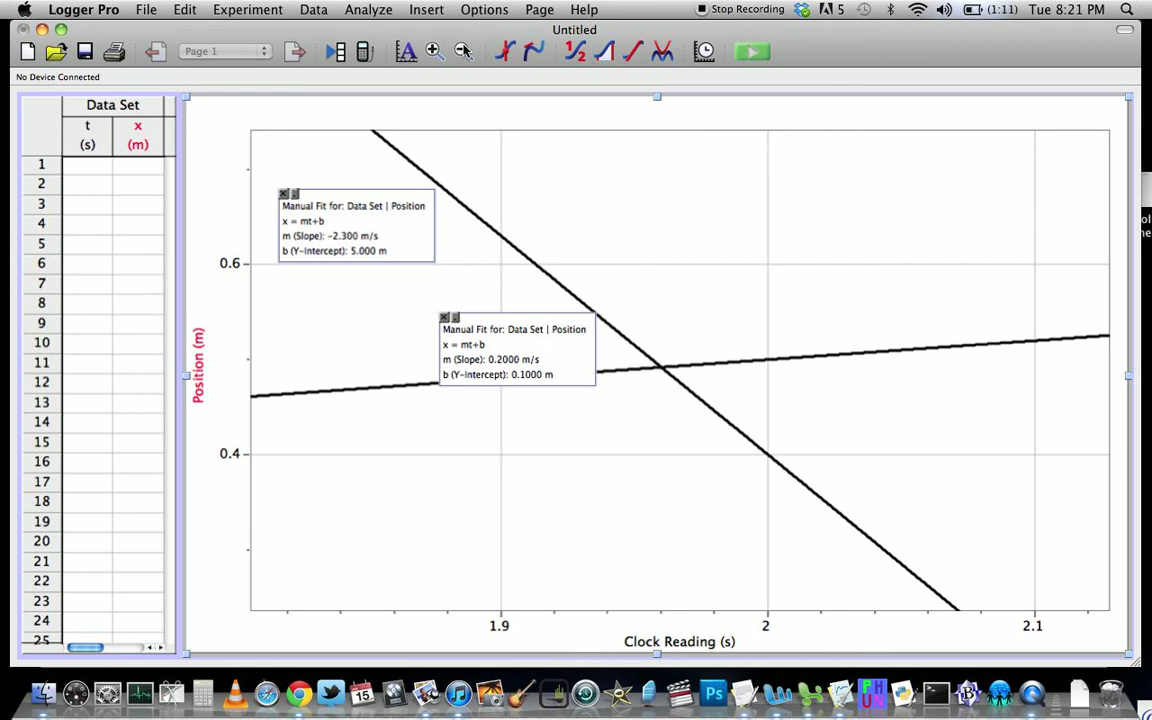 Logger Pro File Edit Experiment Data Analyze Insert Options Page Help Stop Recording 5 (1:11) Tue 8:21 PM
Untitled
Page 1
No Device Connected
Data Set
t x
(s) (m)
1
2
3
4
5
6
7
8
9
10
11
12
13
14
15
16
17
18
19
20
21
22
23
24
25
Position (m)
0.6
0.4
Manual Fit for: Data Set | Position
x = mt+b
m (Slope): -2.300 m/s
b (Y-Intercept): 5.000 m
Manual Fit for: Data Set | Position
x = mt+b
m (Slope): 0.2000 m/s
b (Y-Intercept): 0.1000 m
1.9 2 2.1
Clock Reading (s)
15
Ps